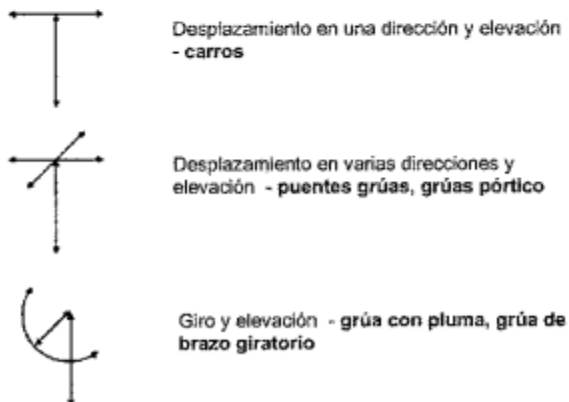 Desplazamiento en una dirección y elevación
- carros
Desplazamiento en varias direcciones y
elevación - puentes grúas, grúas pórtico
Giro y elevación - grúa con pluma, grúa de
brazo giratorio